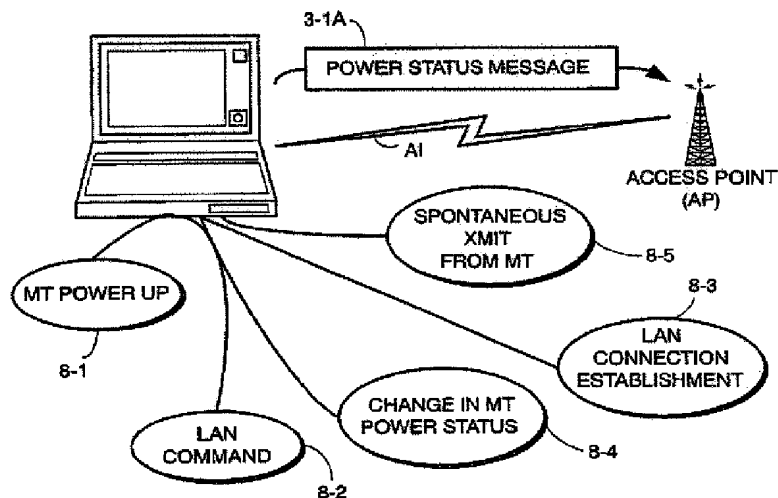 3-1A
POWER STATUS MESSAGE
AI
ACCESS POINT
(AP)
SPONTANEOUS
XMIT
FROM MT
8-5
MT POWER UP
8-1
8-3
LAN
CONNECTION
ESTABLISHMENT
CHANGE IN MT
POWER STATUS
8-4
LAN
COMMAND
8-2